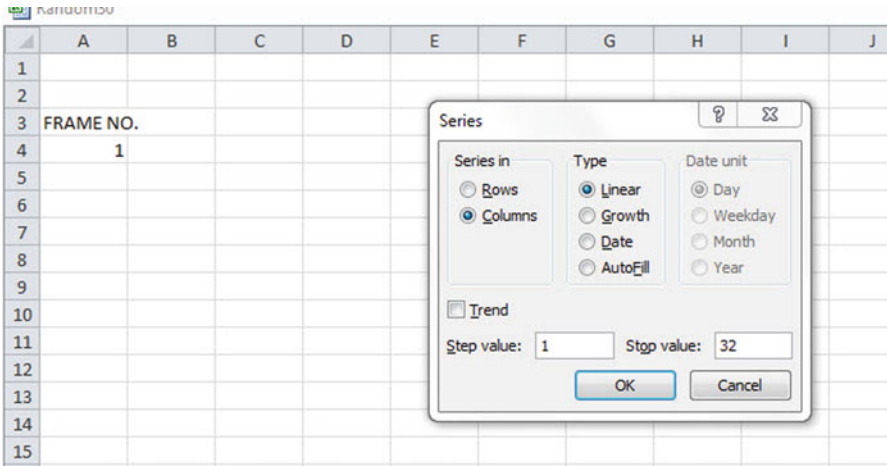 Random30
A B C D E F G H I J
1
2
3 FRAME NO.
4 1
5
6
7
8
9
10
11
12
13
14
15
Series
Series in Type Date unit
Rows Linear Day
Columns Growth Weekday
Date Month
AutoFill Year
Trend
Step value: 1 Stop value: 32
OK Cancel